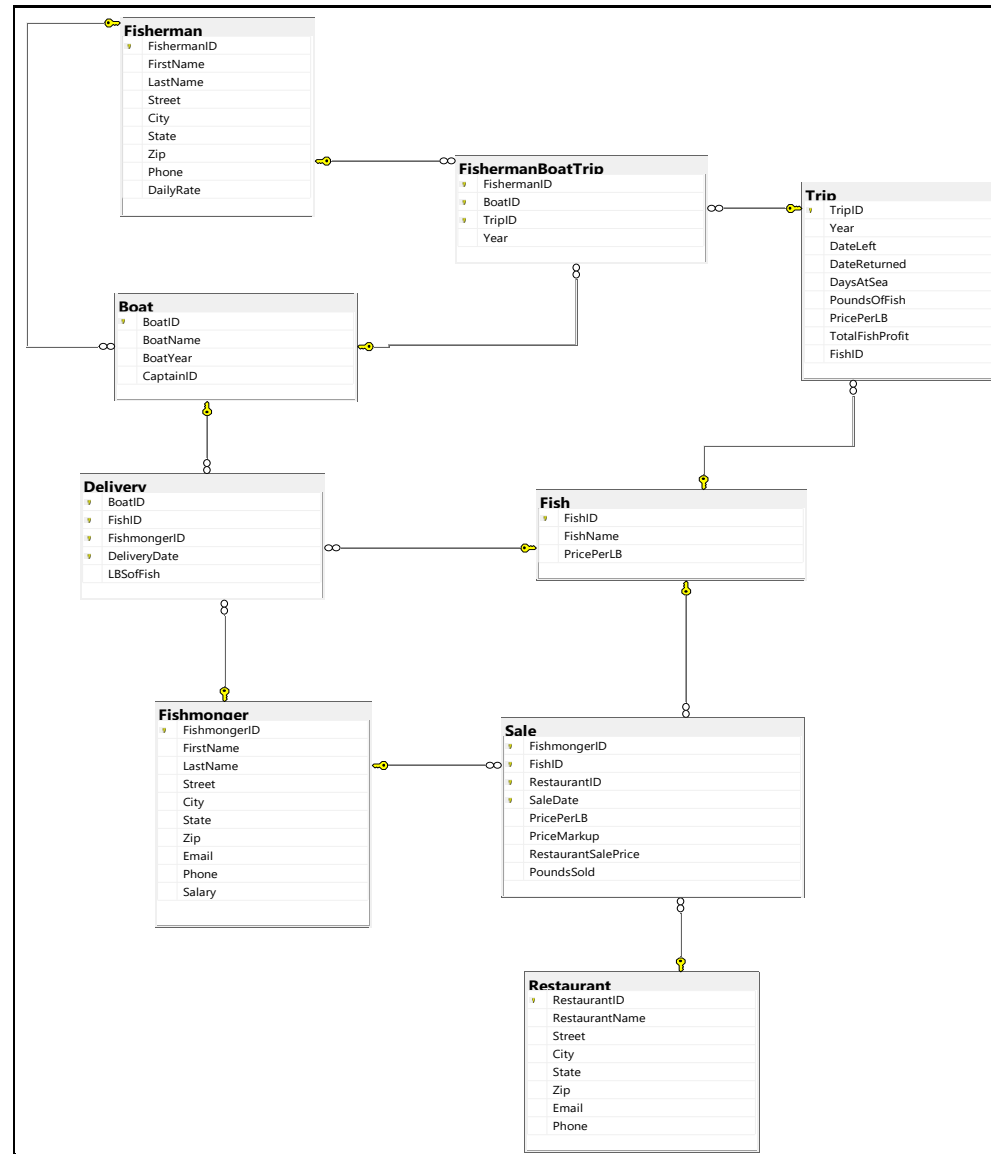 Fisherman
FishermanID
FirstName
LastName
Street
City
State
Zip
Phone
DailyRate
FishermanBoatTrip
FishermanID
BoatID
TripID
Year
Trip
TripID
Year
DateLeft
DateReturned
DaysAtSea
PoundsOfFish
PricePerLB
TotalFishProfit
FishID
Boat
BoatID
BoatName
BoatYear
CaptainID
Delivery
BoatID
FishID
FishmongerID
DeliveryDate
LBSofFish
Fish
FishID
FishName
PricePerLB
Fishmonger
FishmongerID
FirstName
LastName
Street
City
State
Zip
Email
Phone
Salary
Sale
FishmongerID
FishID
RestaurantID
SaleDate
PricePerLB
PriceMarkup
RestaurantSalePrice
PoundsSold
Restaurant
RestaurantID
RestaurantName
Street
City
State
Zip
Email
Phone